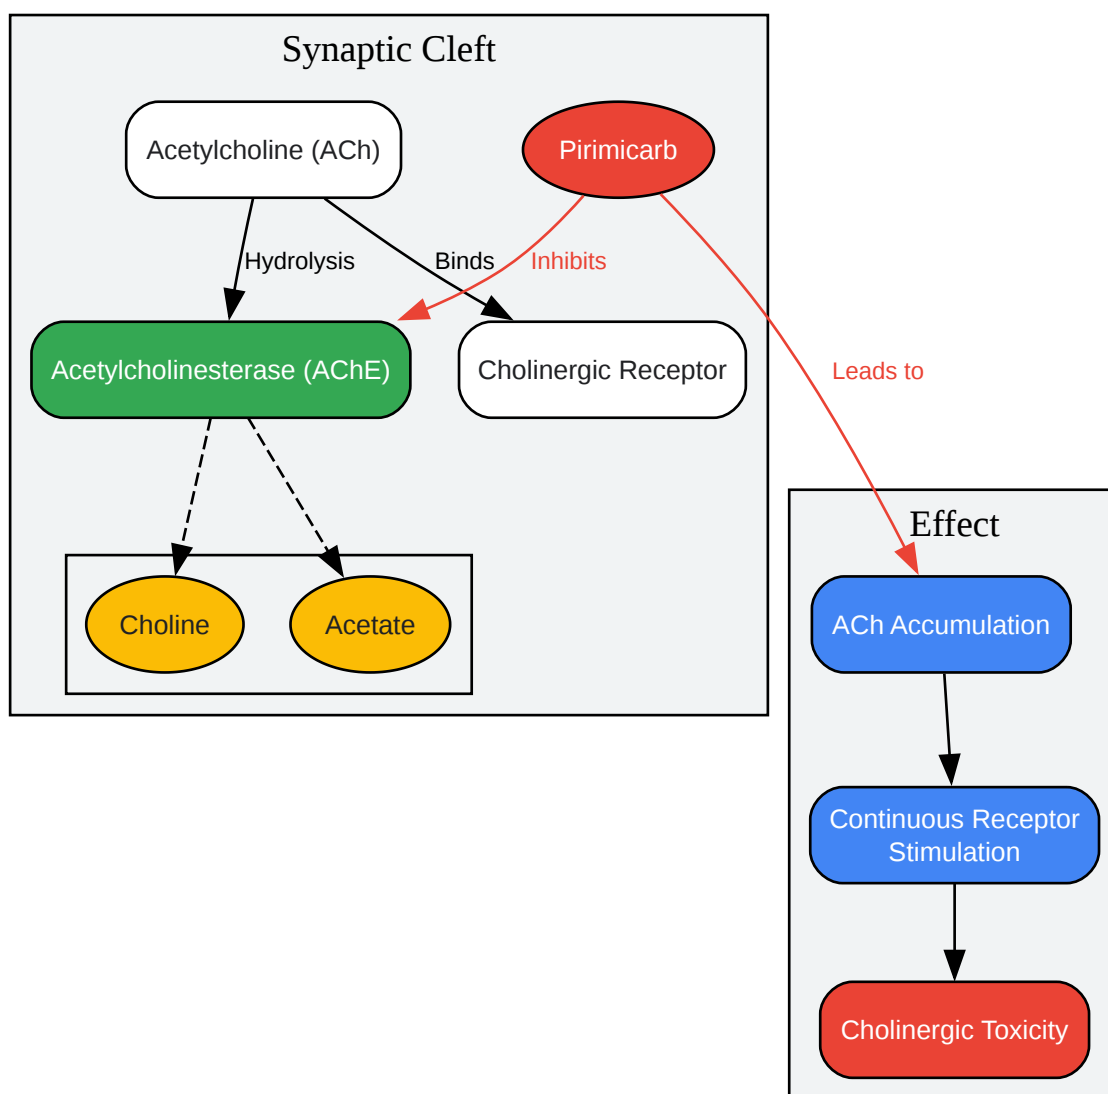 Synaptic Cleft
Acetylcholine (ACh)
Pirimicarb
Hydrolysis
Binds
Inhibits
Acetylcholinesterase (AChE)
Cholinergic Receptor
Leads to
Effect
Choline
Acetate
ACh Accumulation
Continuous Receptor
Stimulation
Cholinergic Toxicity